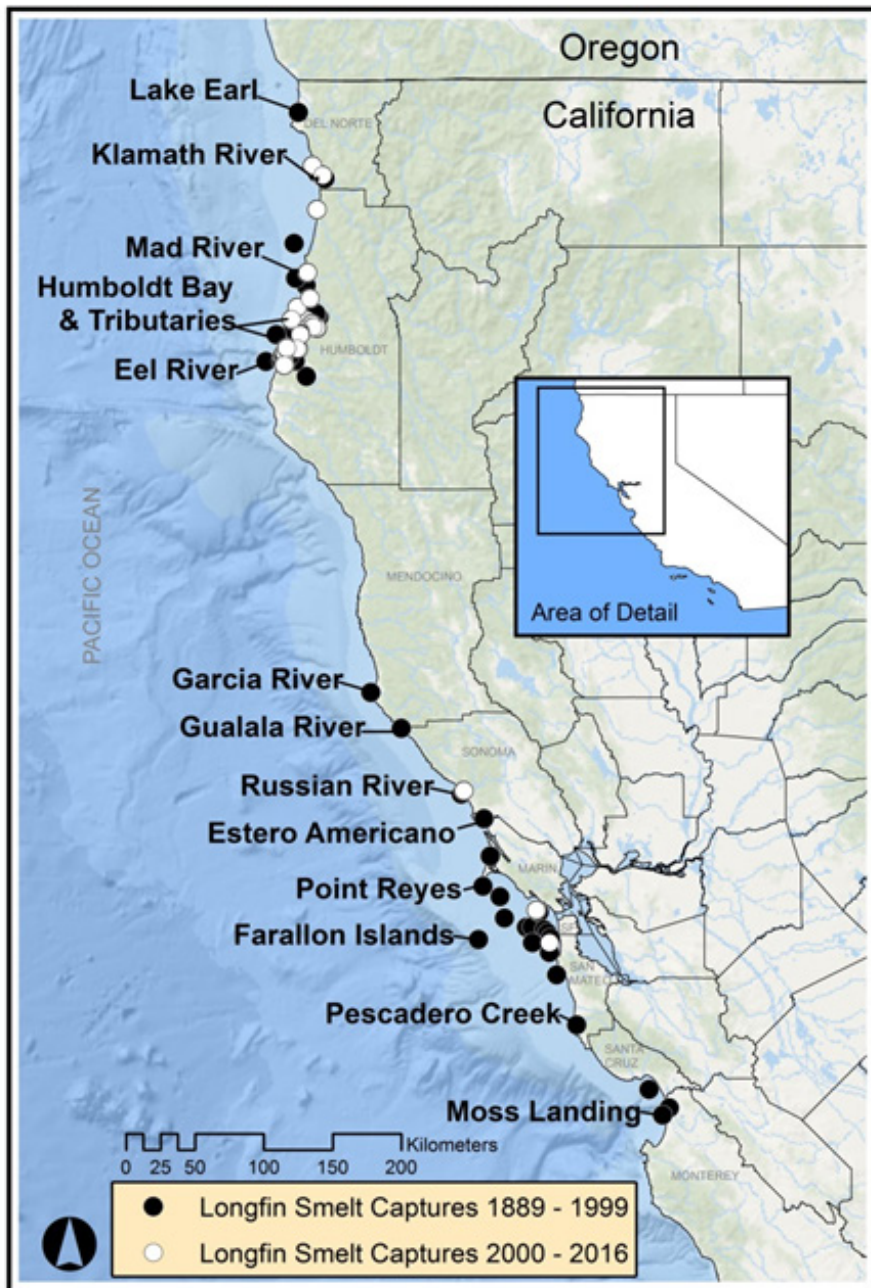 Oregon
California
Lake Earl
DEL NORTE
Klamath River
Mad River
Humboldt Bay
& Tributaries
HUMBOLDT
Eel River
PACIFIC OCEAN
Area of Detail
MENDOCINO
Garcia River
Gualala River
SONOMA
Russian River
Estero Americano
MARIN
Point Reyes
SF
Farallon Islands
SAN
MATEO
Pescadero Creek
SANTA
CRUZ
Moss Landing
MONTEREY
Kilometers
0 25 50 100 150 200
Longfin Smelt Captures 1889 - 1999
Longfin Smelt Captures 2000 - 2016